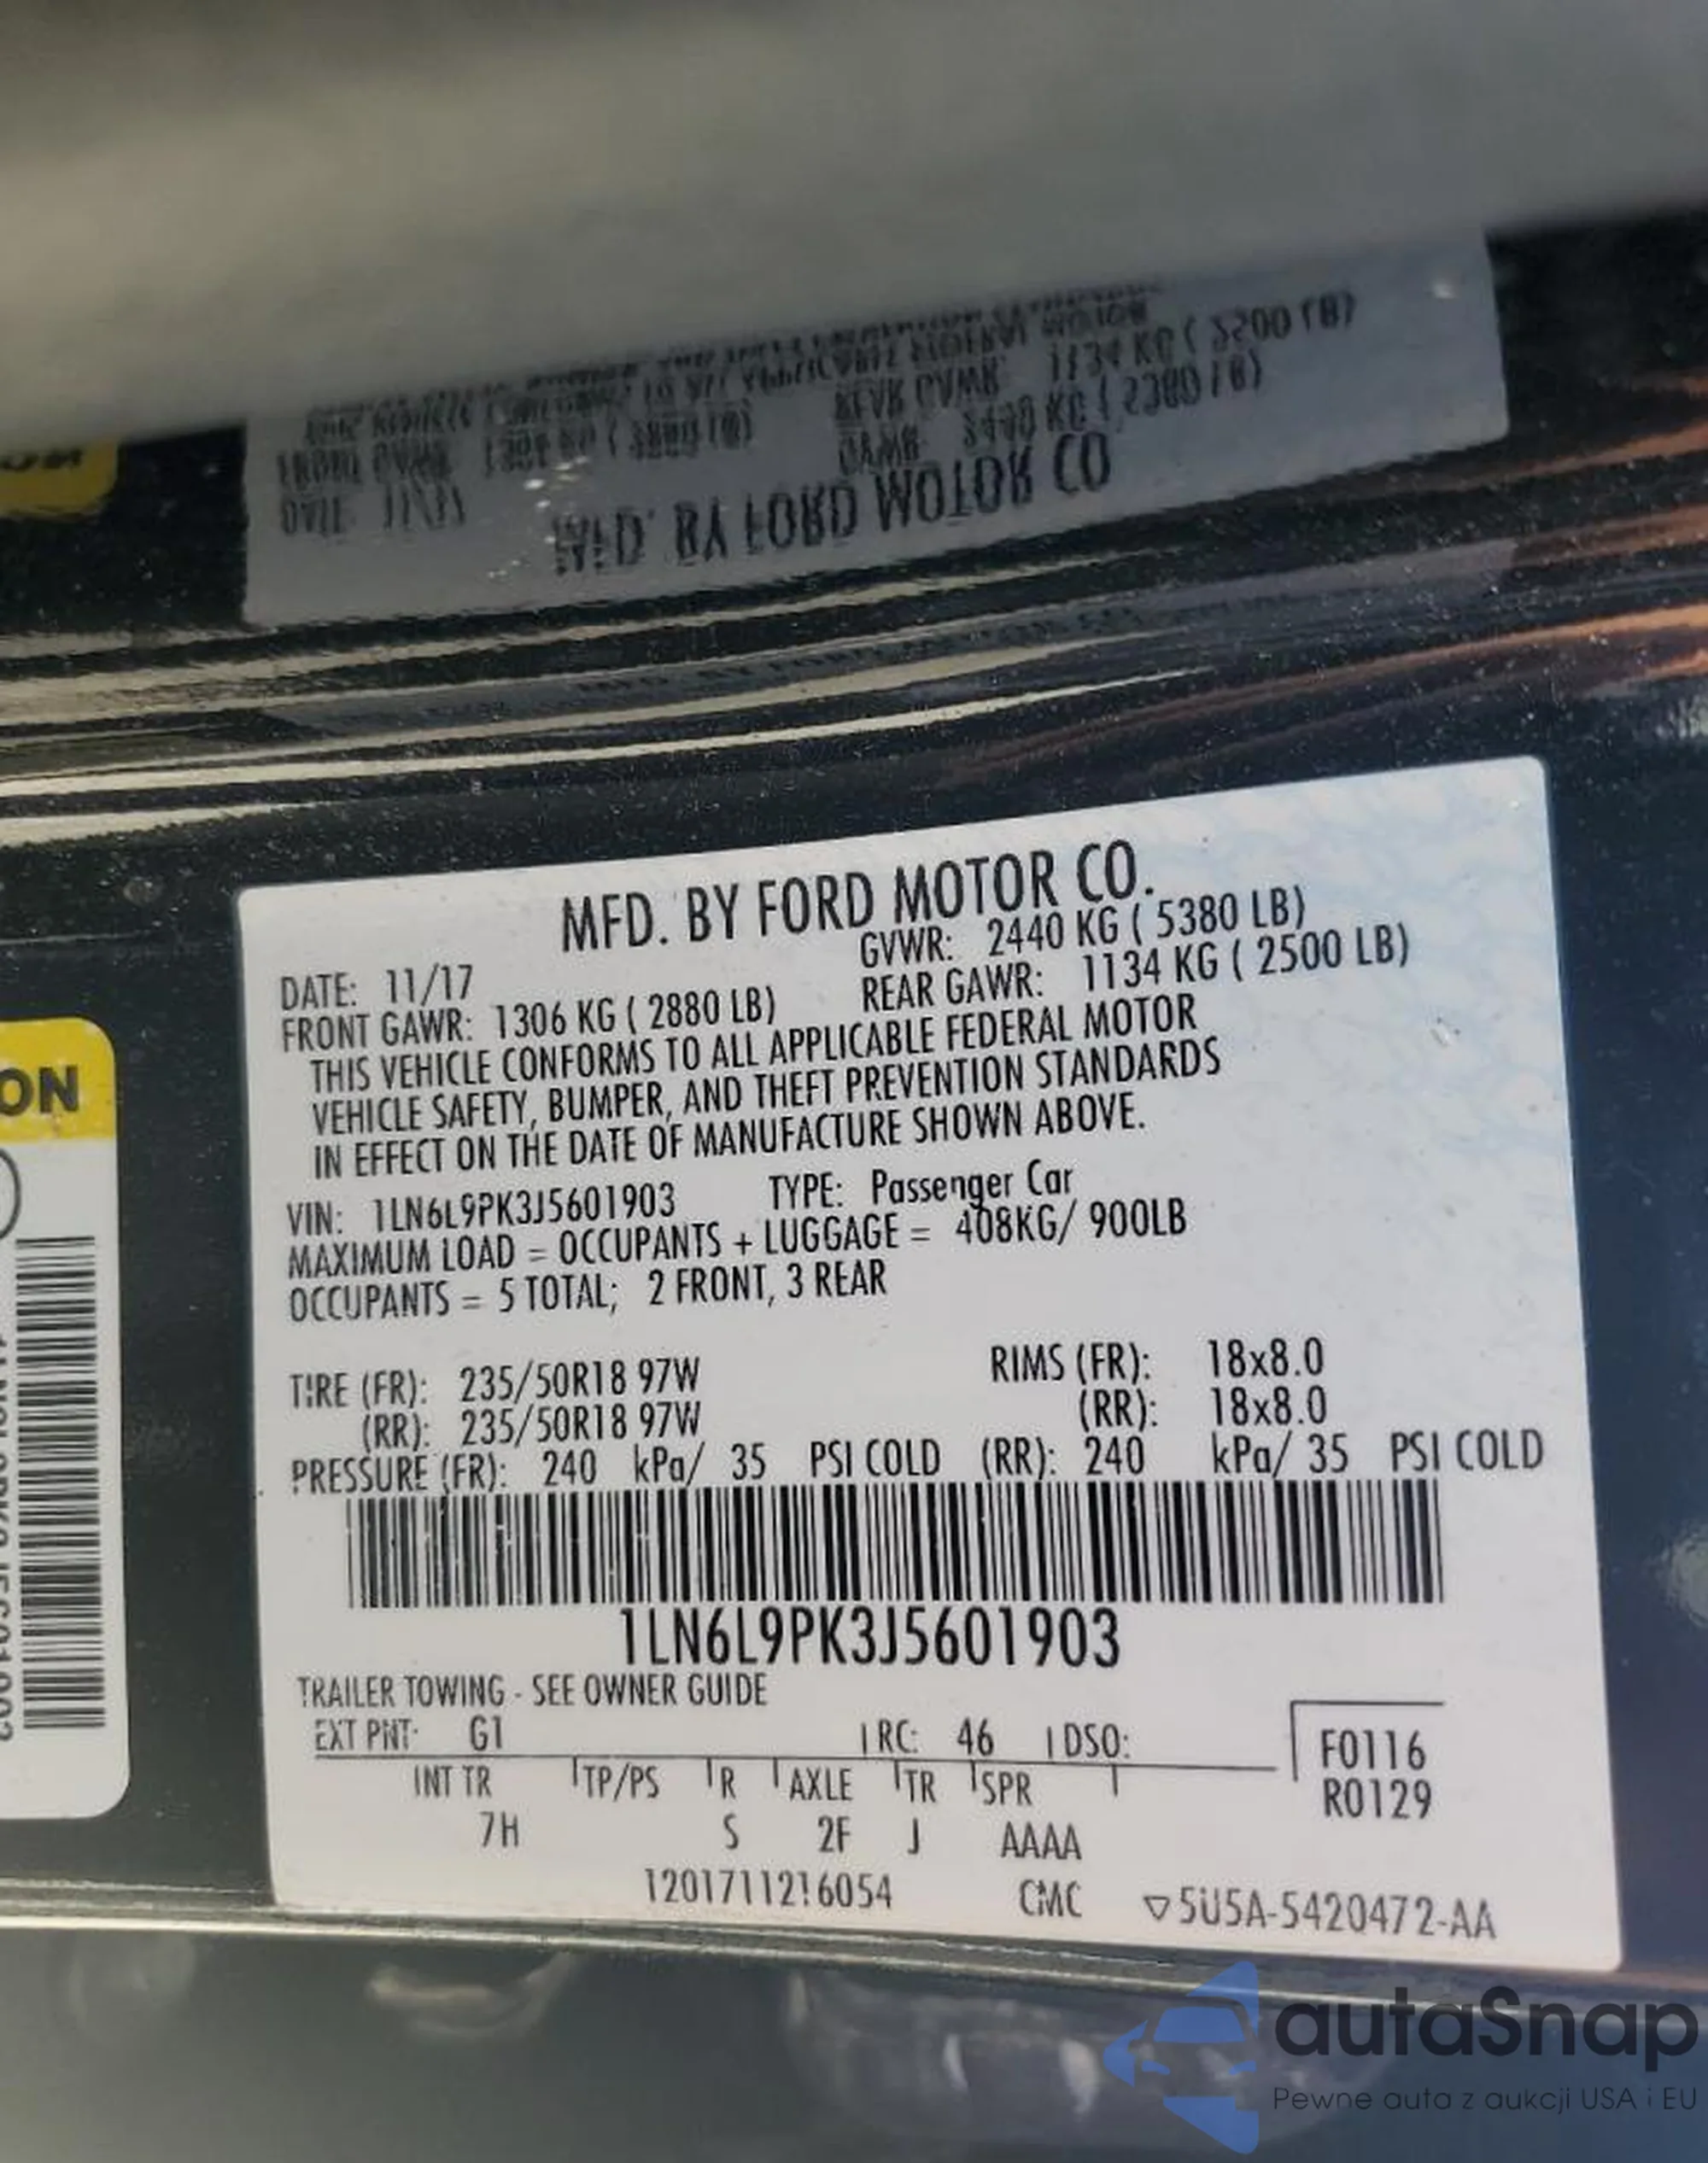 MFD. BY FORD MOTOR CO.
DATE: 11/17 GVWR: 2440 KG ( 5380 LB)
FRONT GAWR: 1306 KG ( 2880 LB) REAR GAWR: 1134 KG ( 2500 LB)
THIS VEHICLE CONFORMS TO ALL APPLICABLE FEDERAL MOTOR
VEHICLE SAFETY, BUMPER, AND THEFT PREVENTION STANDARDS
IN EFFECT ON THE DATE OF MANUFACTURE SHOWN ABOVE.
VIN: 1LN6L9PK3J5601903 TYPE: Passenger Car
MAXIMUM LOAD = OCCUPANTS + LUGGAGE = 408KG/ 900LB
OCCUPANTS = 5 TOTAL; 2 FRONT, 3 REAR
TIRE (FR): 235/50R18 97W RIMS (FR): 18x8.0
(RR): 235/50R18 97W (RR): 18x8.0
PRESSURE (FR): 240 kPa/ 35 PSI COLD (RR): 240 kPa/ 35 PSI COLD
1LN6L9PK3J5601903
TRAILER TOWING - SEE OWNER GUIDE
EXT PNT: G1 RC: 46 DSO:
F0116
R0129
INT TR TP/PS R AXLE TR SPR
7H S 2F J AAAA
1201711216054 CMC ▽5U5A-5420472-AA
ON
autaSnap
Pewne auta z aukcji USA i EU